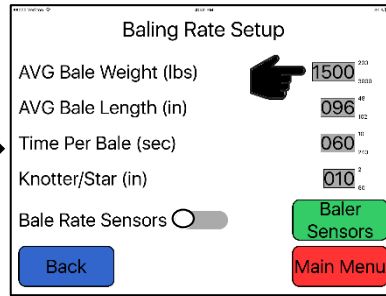 Baling Rate Setup
AVG Bale Weight (lbs) 1500
AVG Bale Length (in) 096
Time Per Bale (sec) 060
Knotter/Star (in) 010
Bale Rate Sensors
Baler Sensors
Back
Main Menu